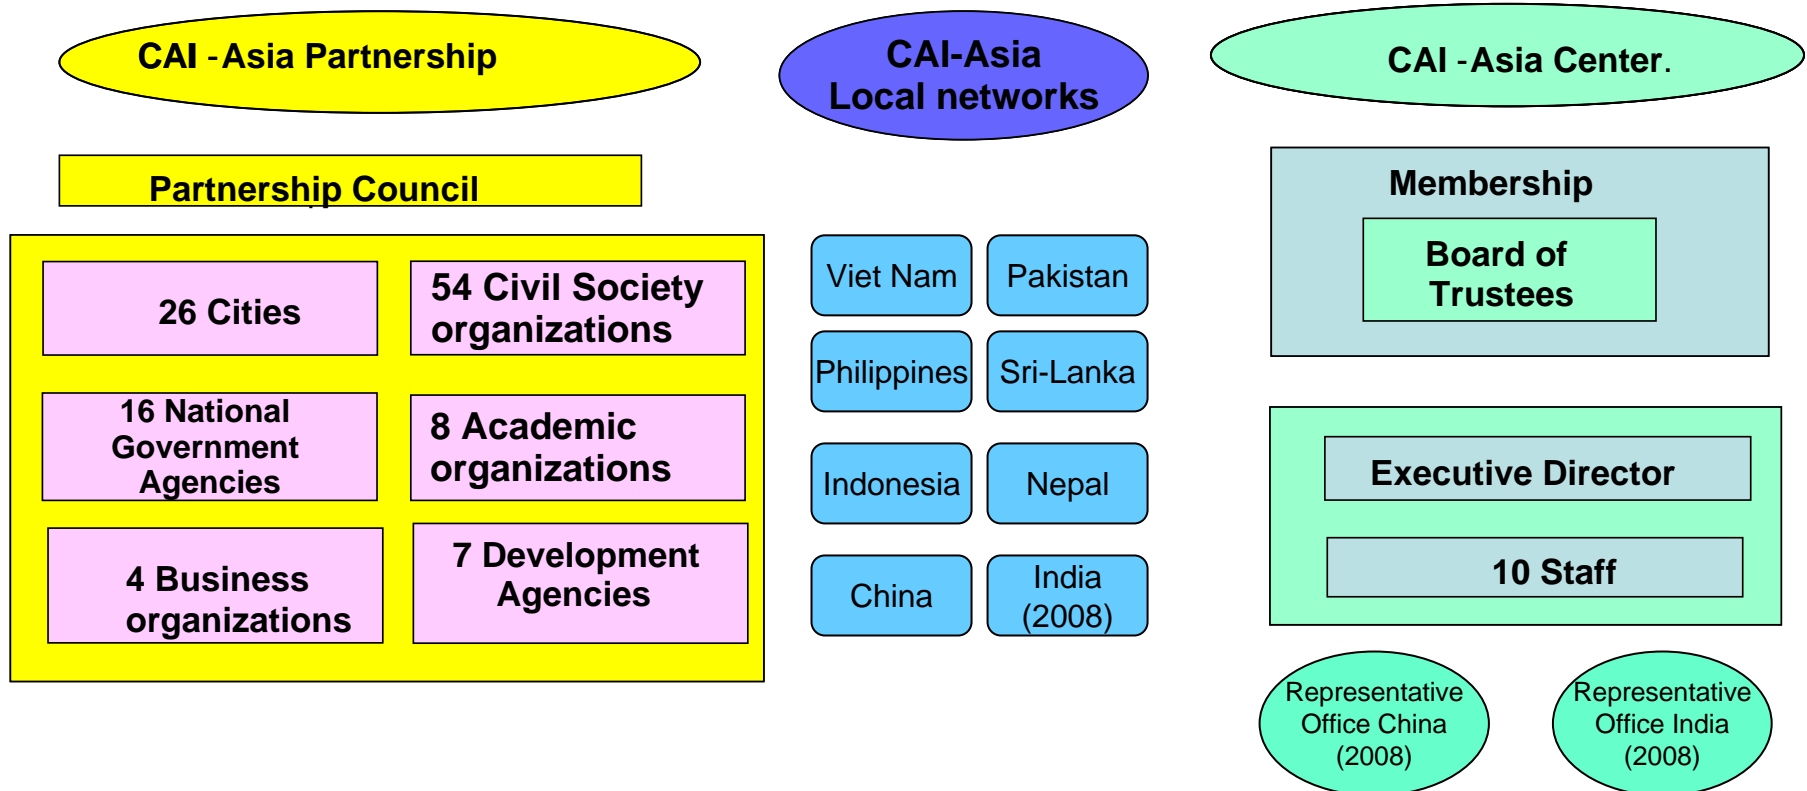 CAI -Asia Partnership
Partnership Council
26 Cities
54 Civil Society
organizations
16 National
Government
Agencies
8 Academic
organizations
4 Business
organizations
7 Development
Agencies
CAI-Asia
Local networks
Viet Nam
Pakistan
Philippines
Sri-Lanka
Indonesia
Nepal
China
India
(2008)
CAI -Asia Center.
Membership
Board of
Trustees
Executive Director
10 Staff
Representative
Office China
(2008)
Representative
Office India
(2008)